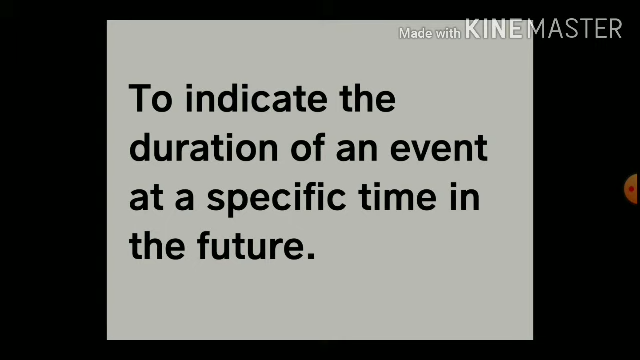 Made with KINEMASTER
To indicate the
duration of an event
at a specific time in
the future.